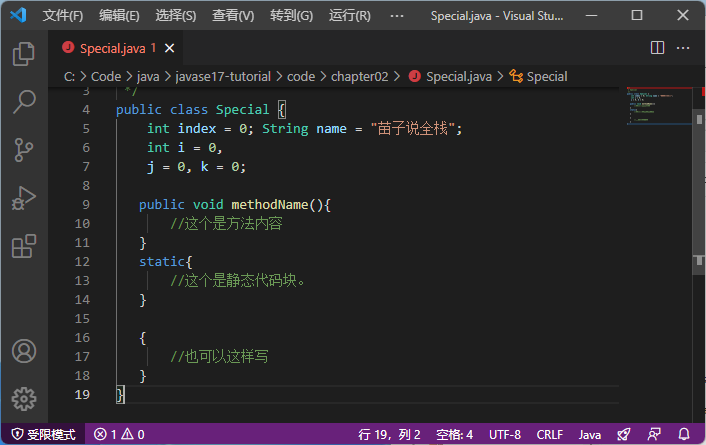 文件(F) 编辑(E) 选择(S) 查看(V) 转到(G) 运行(R) ··· Special.java - Visual Stu...
Special.java 1
C: > Code > java > javase17-tutorial > code > chapter02 > Special.java > Special
3 */
4 public class Special {
5 int index = 0; String name = "苗子说全栈";
6 int i = 0,
7 j = 0, k = 0;
8
9 public void methodName(){
10 //这个是方法内容
11 }
12 static{
13 //这个是静态代码块。
14 }
15
16 {
17 //也可以这样写
18 }
19 }
受限模式 1 0 行 19，列 2 空格: 4 UTF-8 CRLF Java